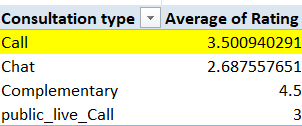 Consultation type Average of Rating
Call 3.500940291
Chat 2.687557651
Complementary 4.5
public_live_Call 3